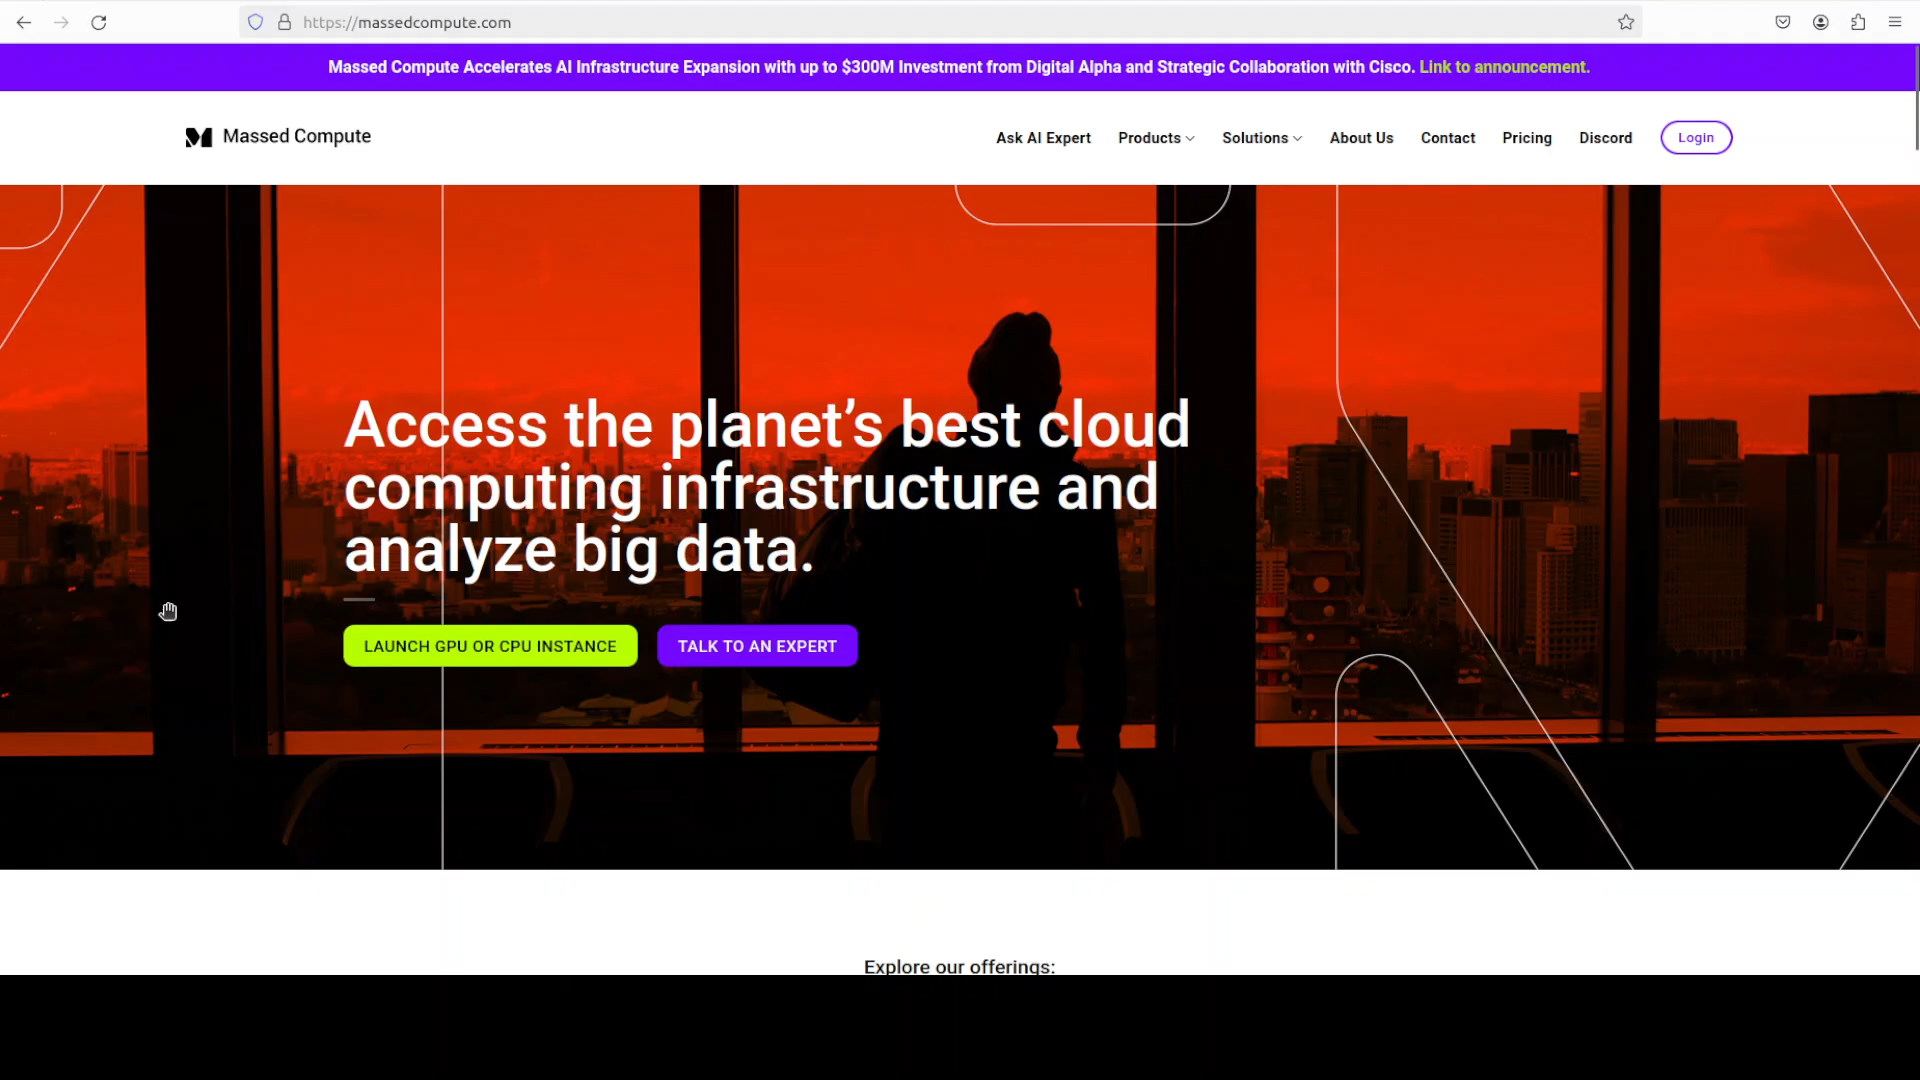 https://massedcompute.com
Massed Compute Accelerates AI Infrastructure Expansion with up to $300M Investment from Digital Alpha and Strategic Collaboration with Cisco. Link to announcement.
Massed Compute
Ask AI Expert
Products
Solutions
About Us
Contact
Pricing
Discord
Login
Access the planet’s best cloud
computing infrastructure and
analyze big data.
LAUNCH GPU OR CPU INSTANCE
TALK TO AN EXPERT
Explore our offerings: